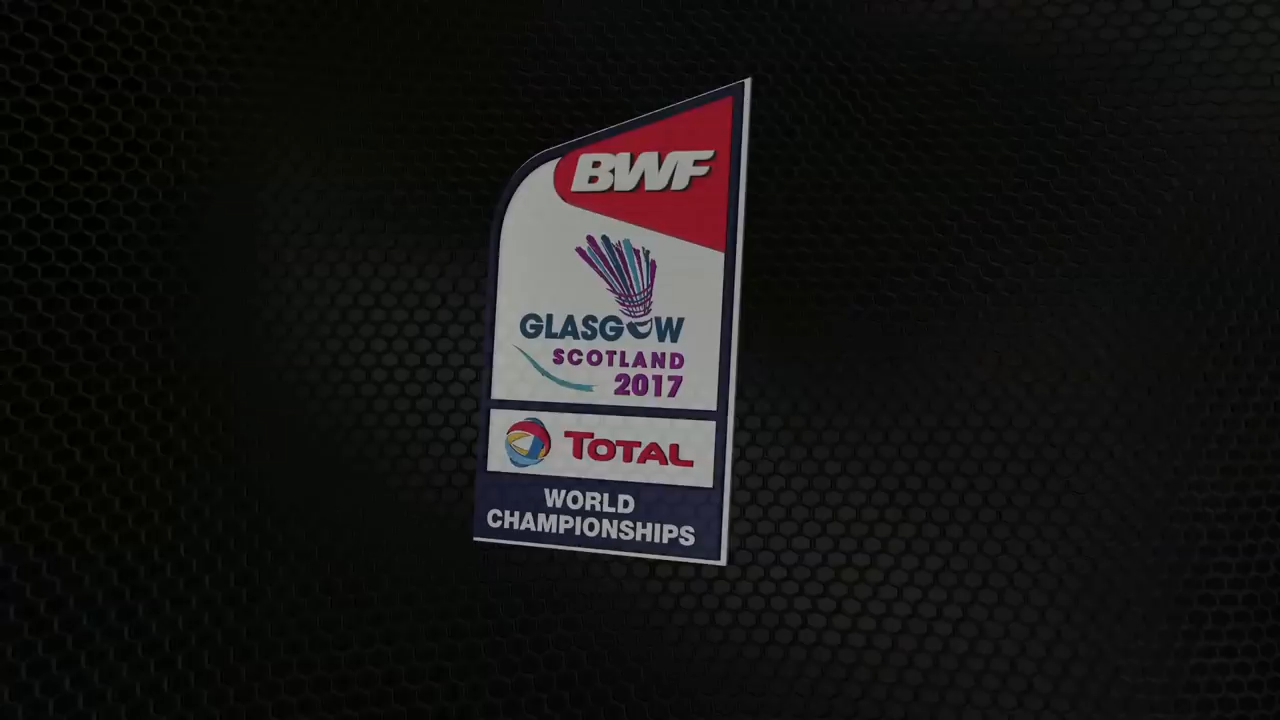 BWF
GLASGOW
SCOTLAND
2017
TOTAL
WORLD
CHAMPIONSHIPS